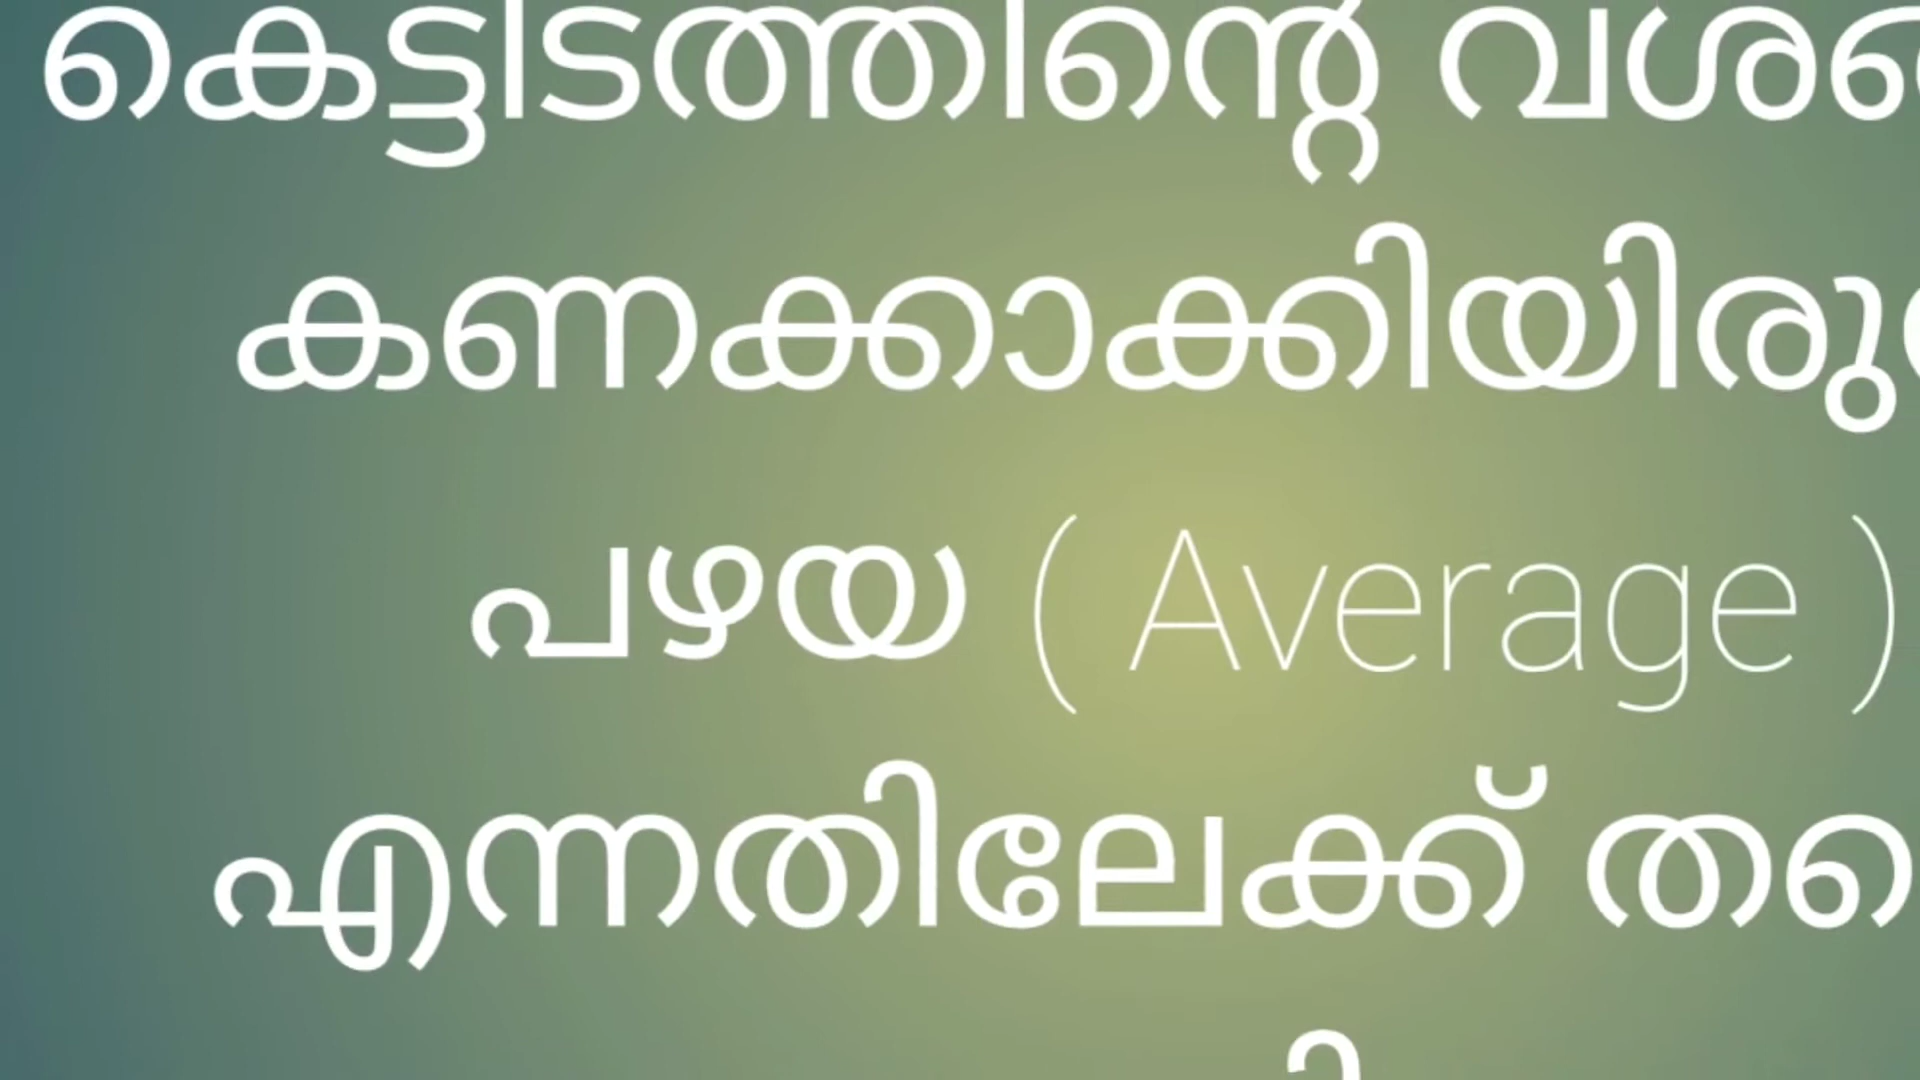 കെട്ടിടത്തിന്റെ
കണക്കാക്കിയിരു
പഴയ ( Average )
എന്നതിലേക്ക്